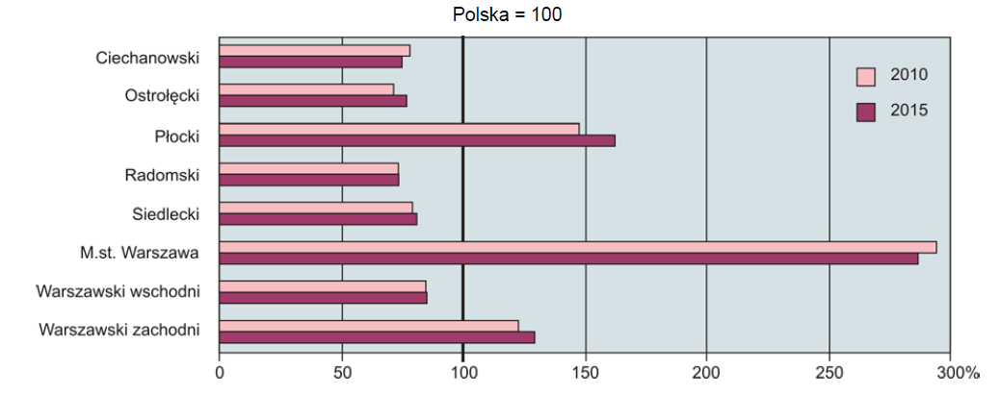 Polska = 100
Ciechanowski
Ostrołęcki
Płocki
Radomski
Siedlecki
M.st. Warszawa
Warszawski wschodni
Warszawski zachodni
2010
2015
0 50 100 150 200 250 300%